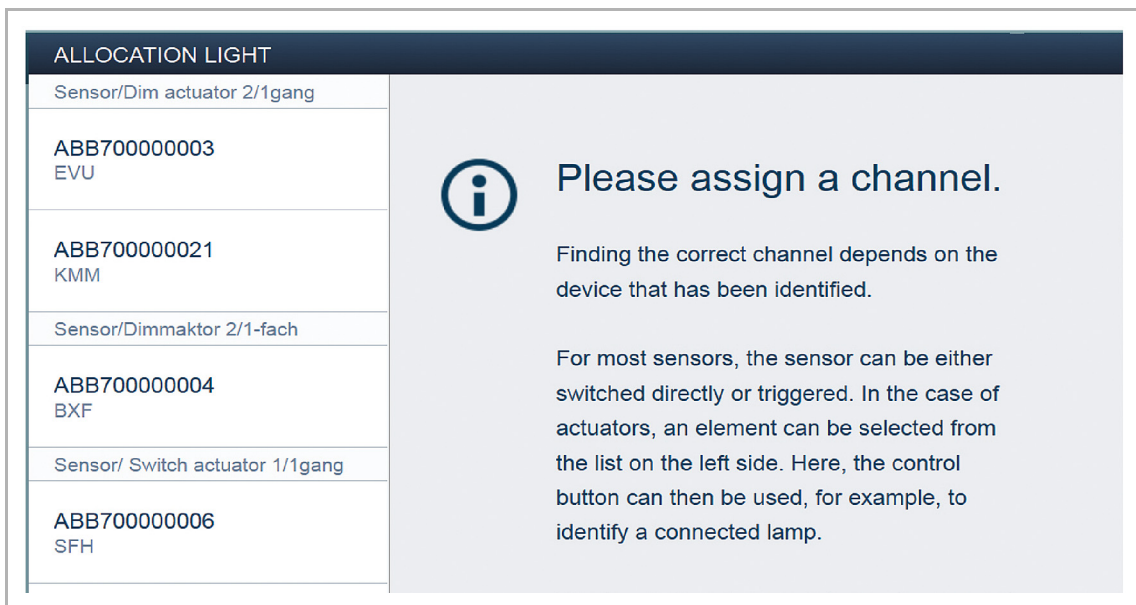 ALLOCATION LIGHT
Sensor/Dim actuator 2/1gang
ABB700000003
EVU
ABB700000021
KMM
Sensor/Dimmaktor 2/1-fach
ABB700000004
BXF
Sensor/ Switch actuator 1/1gang
ABB700000006
SFH
Please assign a channel.
Finding the correct channel depends on the
device that has been identified.
For most sensors, the sensor can be either
switched directly or triggered. In the case of
actuators, an element can be selected from
the list on the left side. Here, the control
button can then be used, for example, to
identify a connected lamp.